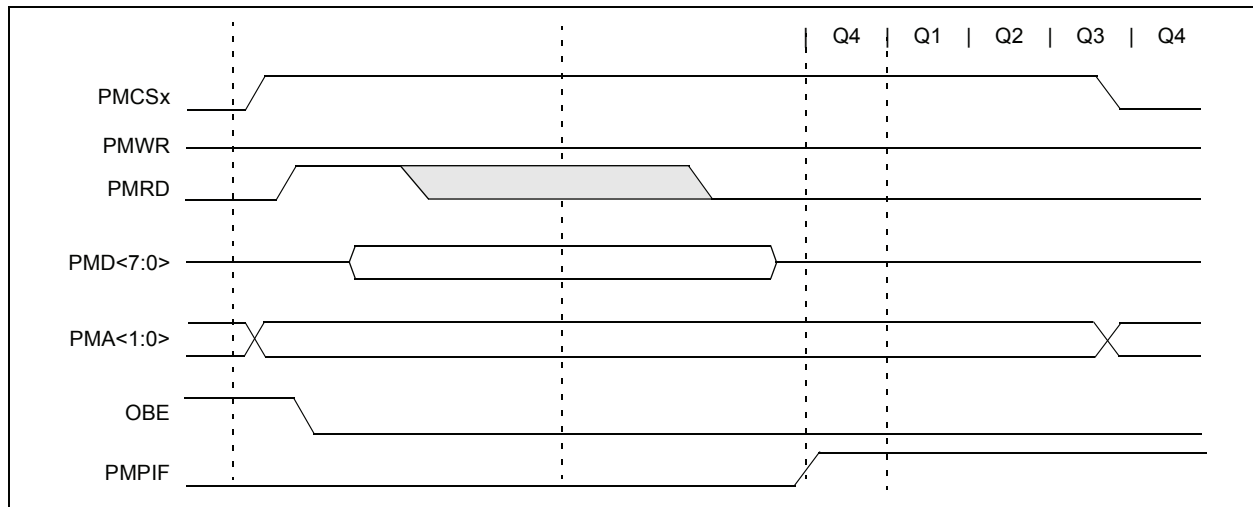 | Q4 | Q1 | Q2 | Q3 | Q4
PMCSx
PMWR
PMRD
PMD<7:0>
PMA<1:0>
OBE
PMPIF